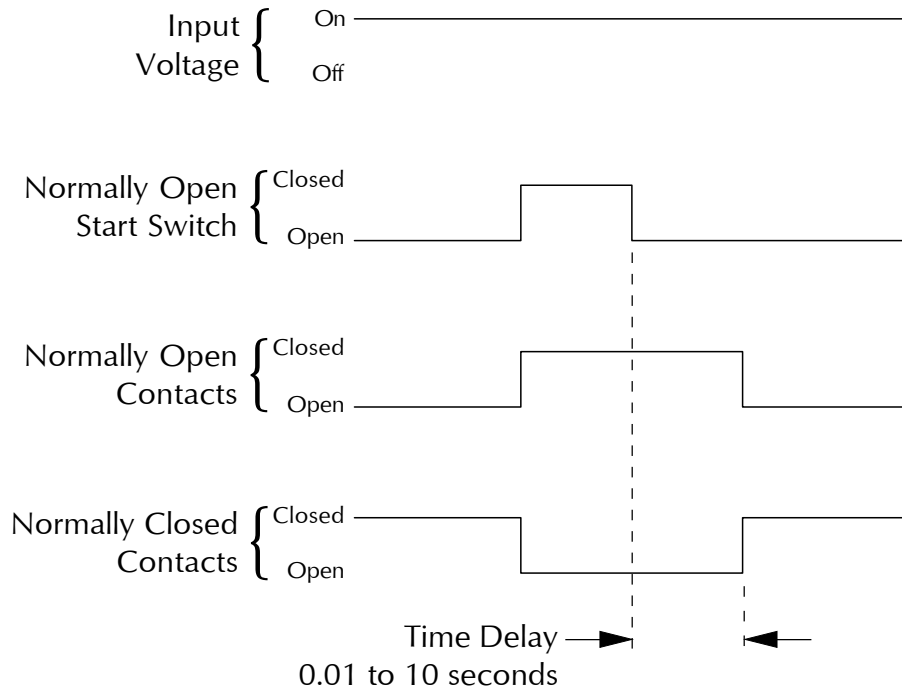 Input
Voltage
On
Off
Normally Open
Start Switch
Closed
Open
Normally Open
Contacts
Closed
Open
Normally Closed
Contacts
Closed
Open
Time Delay
0.01 to 10 seconds